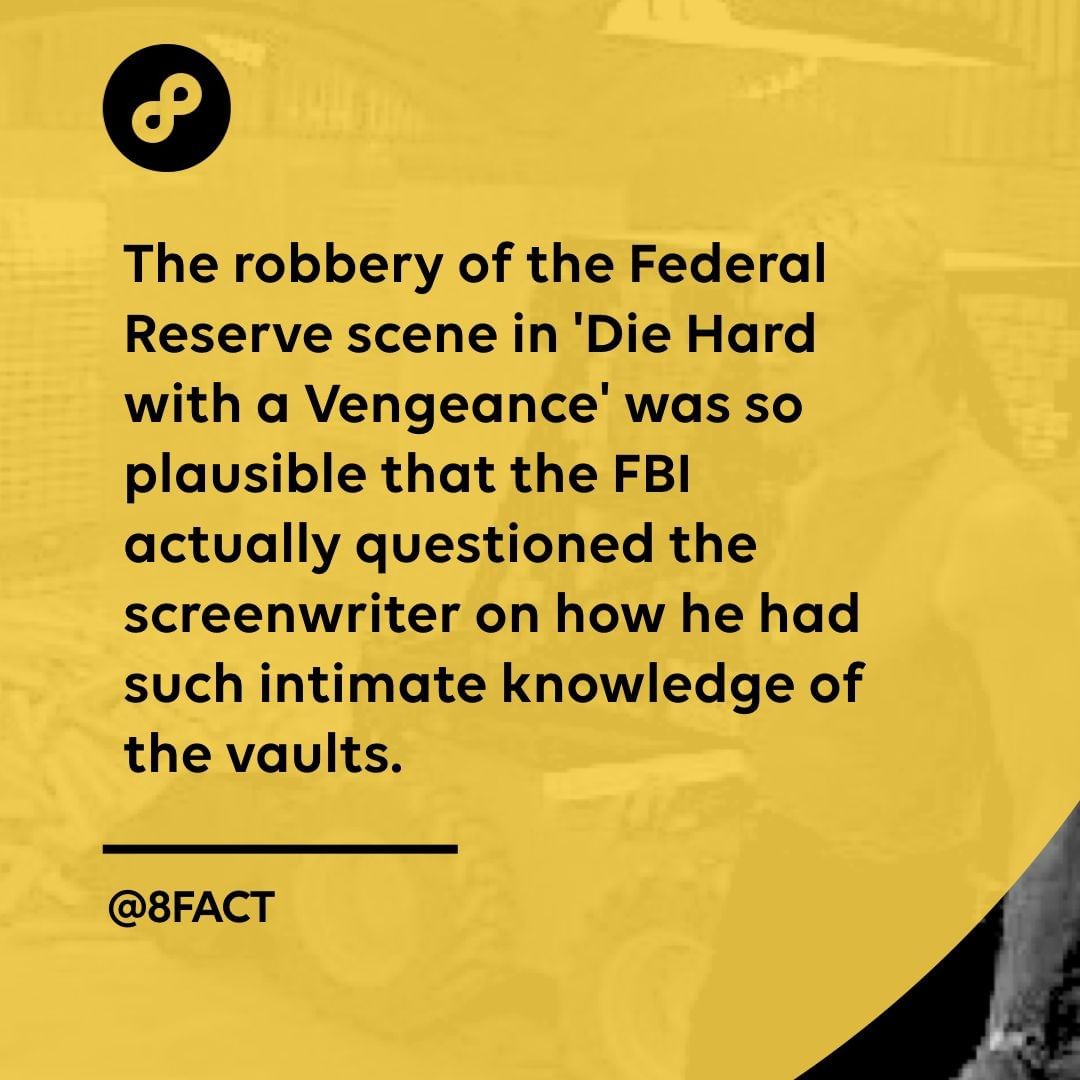 The robbery of the Federal
Reserve scene in 'Die Hard
with a Vengeance' was so
plausible that the FBI
actually questioned the
screenwriter on how he had
such intimate knowledge of
the vaults.
@8FACT